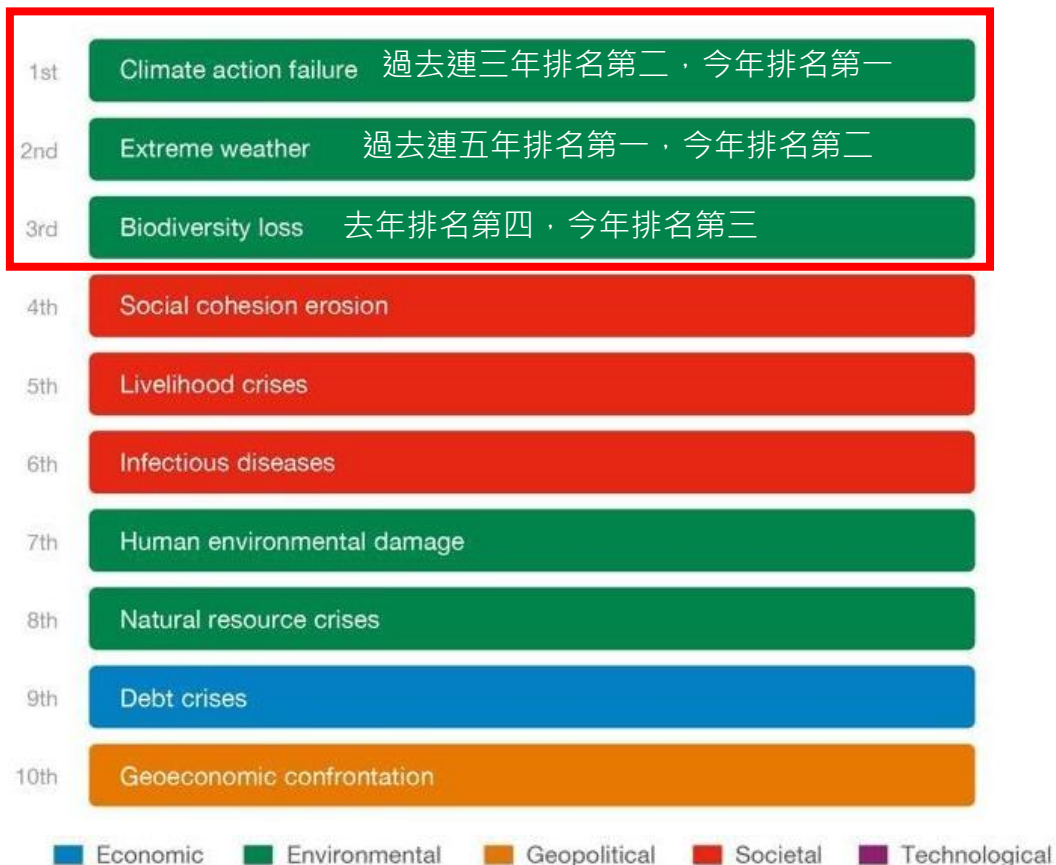 1st Climate action failure 過去連三年排名第二，今年排名第一
2nd Extreme weather 過去連五年排名第一，今年排名第二
3rd Biodiversity loss 去年排名第四，今年排名第三
4th Social cohesion erosion
5th Livelihood crises
6th Infectious diseases
7th Human environmental damage
8th Natural resource crises
9th Debt crises
10th Geoeconomic confrontation
Economic Environmental Geopolitical Societal Technological